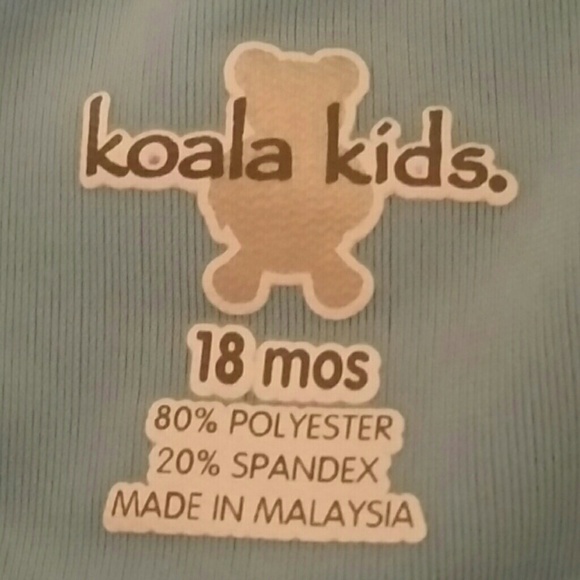 koala kids.
18 mos
80% POLYESTER
20% SPANDEX
MADE IN MALAYSIA